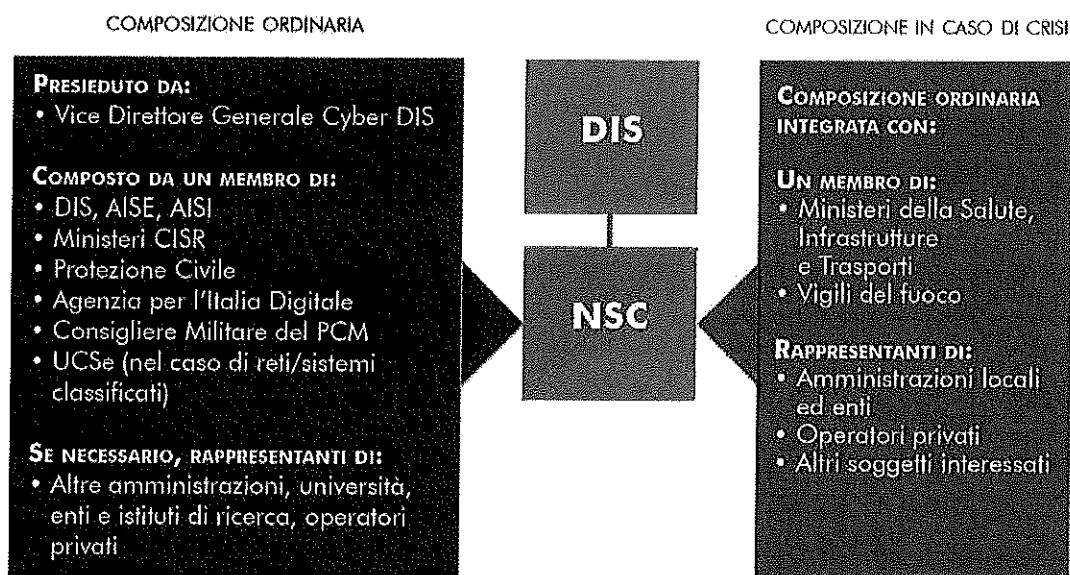 COMPOSIZIONE ORDINARIA
PRESIEDUTO DA:
• Vice Direttore Generale Cyber DIS
COMPOSTO DA UN MEMBRO DI:
• DIS, AISE, AISI
• Ministeri CISR
• Protezione Civile
• Agenzia per l'Italia Digitale
• Consigliere Militare del PCM
• UCSe (nel caso di reti/sistemi
classificati)
SE NECESSARIO, RAPPRESENTANTI DI:
• Altre amministrazioni, università,
enti e istituti di ricerca, operatori
privati
DIS
NSC
COMPOSIZIONE IN CASO DI CRISI
COMPOSIZIONE ORDINARIA
INTEGRATA CON:
UN MEMBRO DI:
• Ministeri della Salute,
Infrastrutture
e Trasporti
• Vigili del fuoco
RAPPRESENTANTI DI:
• Amministrazioni locali
ed enti
• Operatori privati
• Altri soggetti interessati